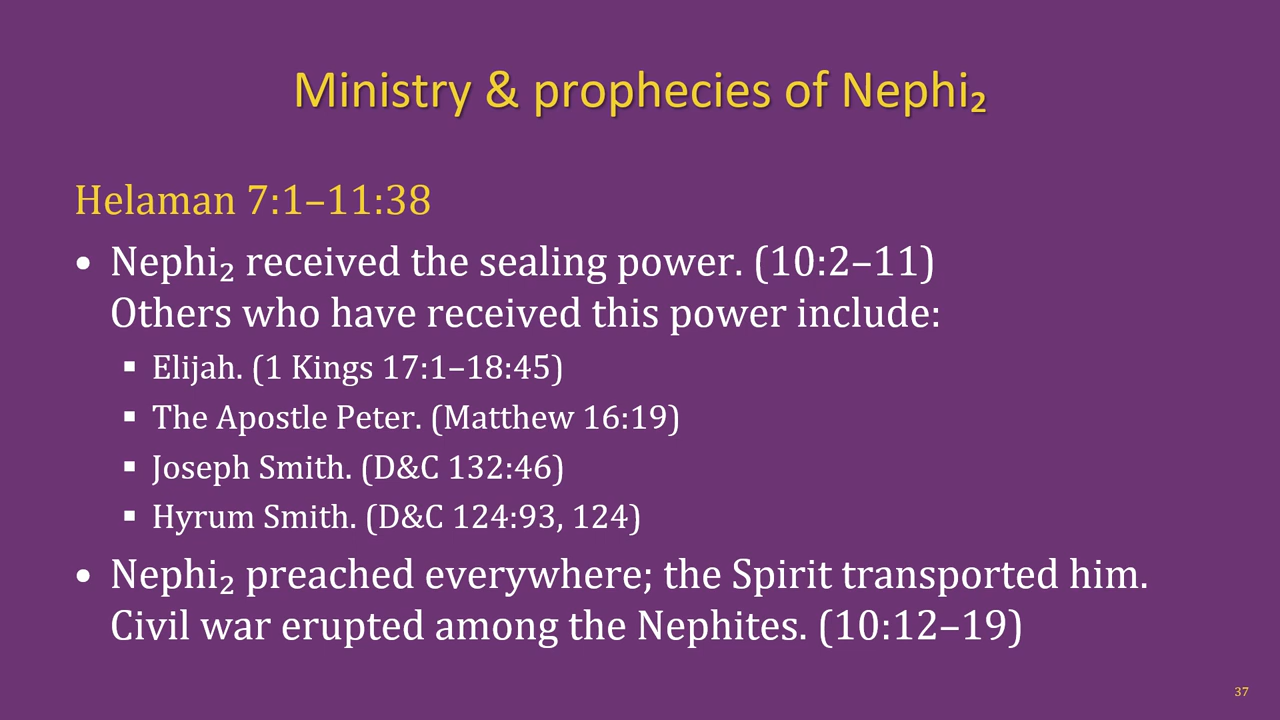 Ministry & prophecies of Nephi₂
Helaman 7:1–11:38
• Nephi₂ received the sealing power. (10:2–11)
Others who have received this power include:
▪ Elijah. (1 Kings 17:1–18:45)
▪ The Apostle Peter. (Matthew 16:19)
▪ Joseph Smith. (D&C 132:46)
▪ Hyrum Smith. (D&C 124:93, 124)
• Nephi₂ preached everywhere; the Spirit transported him.
Civil war erupted among the Nephites. (10:12–19)
37